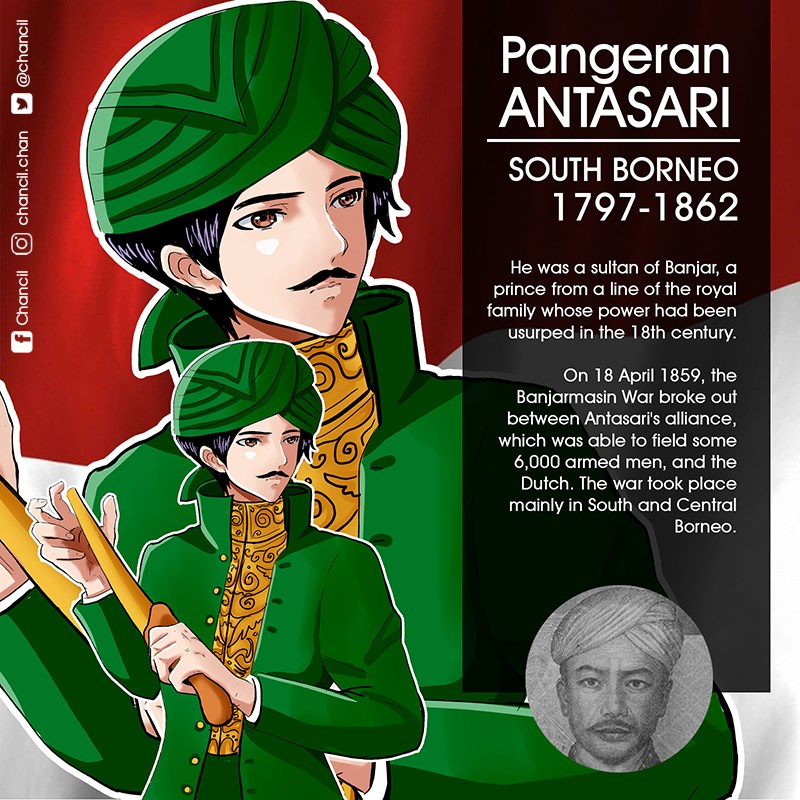 Pangeran
ANTASARI
SOUTH BORNEO
1797-1862
He was a sultan of Banjar, a
prince from a line of the royal
family whose power had been
usurped in the 18th century.
On 18 April 1859, the
Banjarmasin War broke out
between Antasari's alliance,
which was able to field some
6,000 armed men, and the
Dutch. The war took place
mainly in South and Central
Borneo.
Chancil
chancil.chan
@chancil